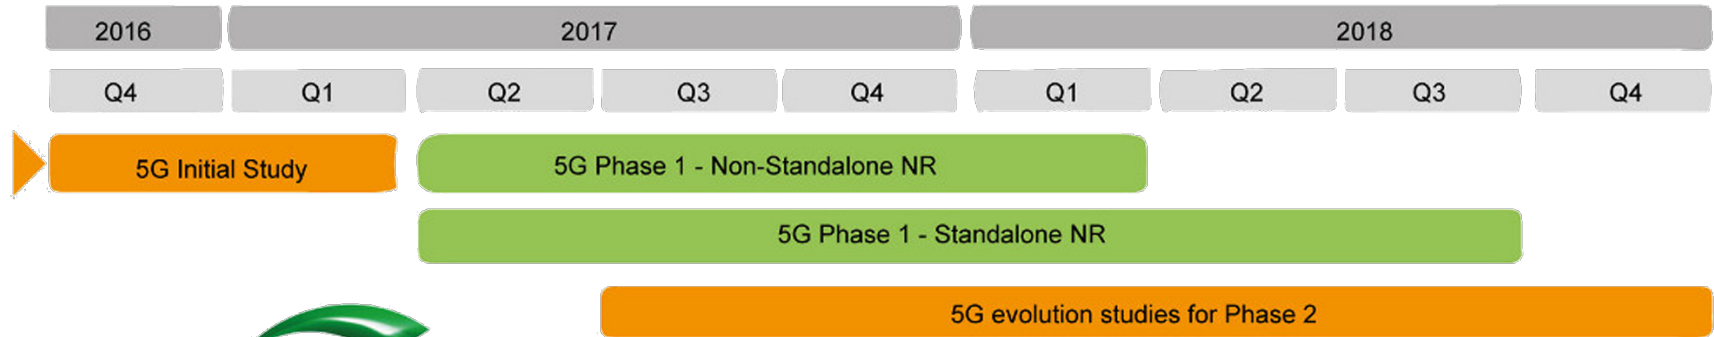 2016 2017 2018
Q4 Q1 Q2 Q3 Q4 Q1 Q2 Q3 Q4
5G Initial Study 5G Phase 1 - Non-Standalone NR
5G Phase 1 - Standalone NR
5G evolution studies for Phase 2